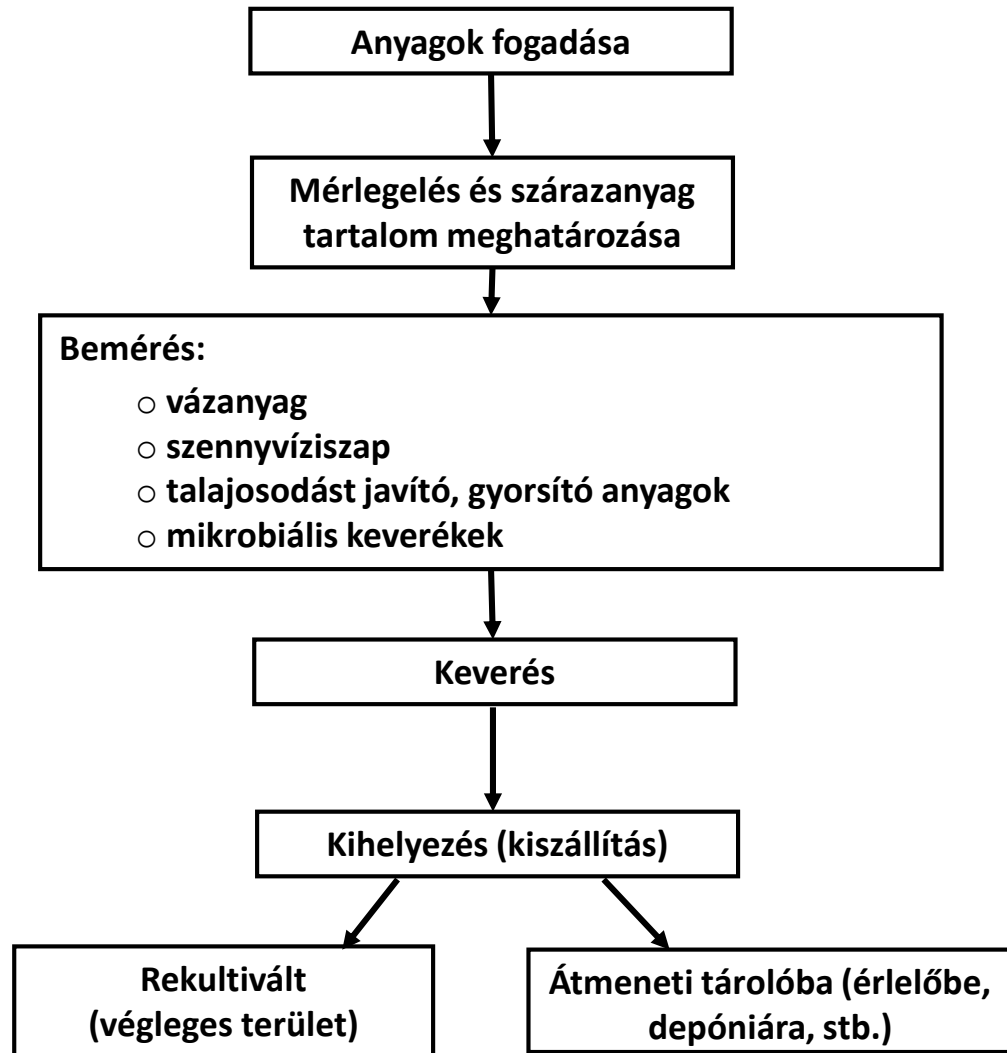 Anyagok fogadása
Mérlegelés és szárazanyag
tartalom meghatározása
Bemérés:
○ vázanyag
○ szennyvíziszap
○ talajosodást javító, gyorsító anyagok
○ mikrobiális keverékek
Keverés
Kihelyezés (kiszállítás)
Rekultivált
(végleges terület)
Átmeneti tárolóba (érlelőbe,
depóniára, stb.)